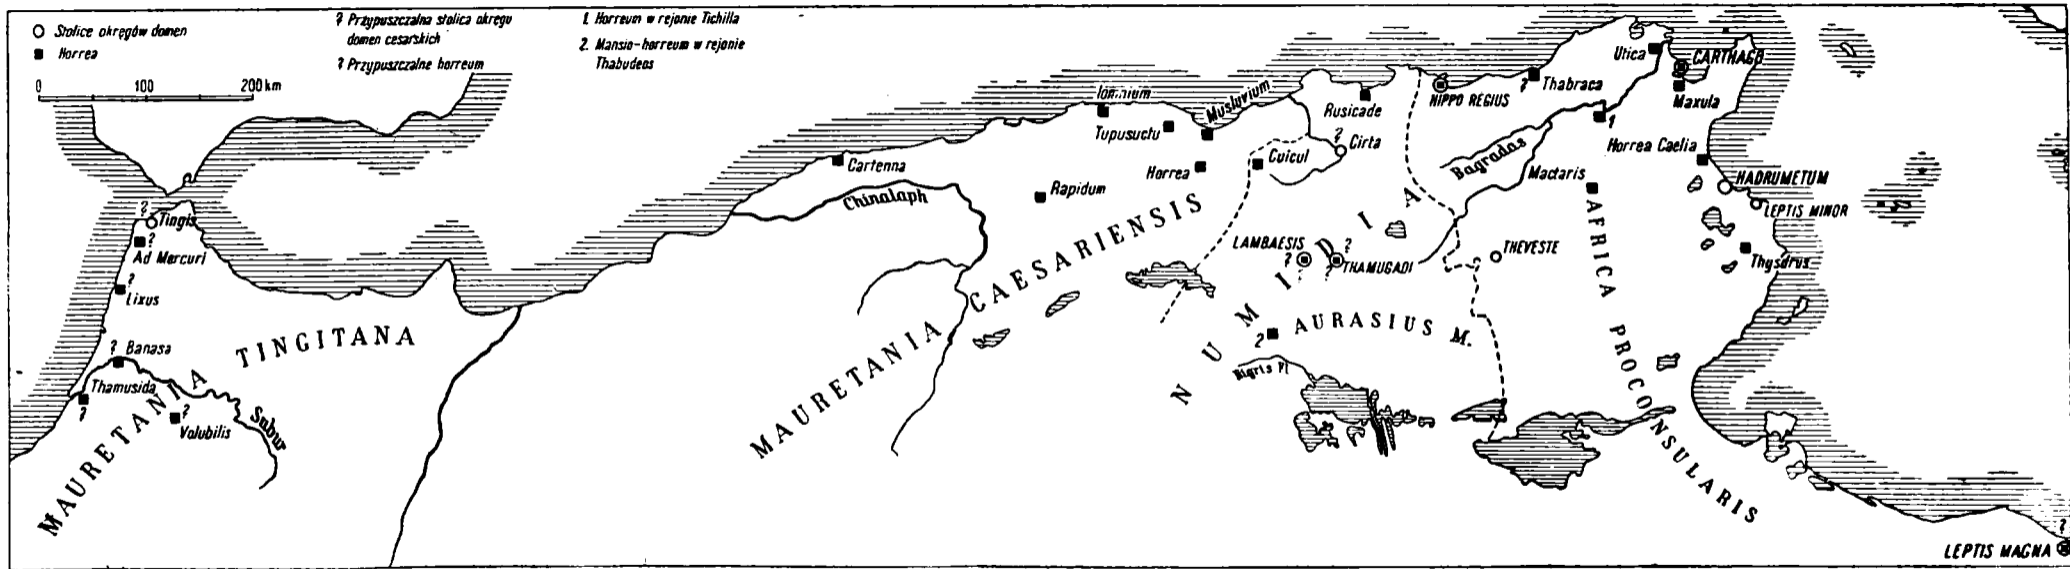 Stolice okręgów domen
Horrea
0 100 200 km
? Przypuszczalna stolica okręgu
domen cesarskich
? Przypuszczalne horreum
1. Horreum w rejonie Tichilla
2. Mansio-horreum w rejonie
Thabudeos
?
Tingis
?
Ad Mercuri
?
Lixus
?
Banasa
Thamusida
?
?
Volubilis
Subur
MAURETANIA TINGITANA
Cartenna
Chinalaph
Iomnium
Tupusuctu
Musluvium
Horrea
Rapidum
MAURETANIA CAESARIENSIS
Rusicade
?
Cirta
Cuicul
HIPPO REGIUS
?
Thabraca
Utica
CARTHAGO
Maxula
1
Bagradas
Horrea Caelia
Mactaris
HADRUMETUM
LEPTIS MINOR
Thysdrus
LAMBAESIS
?
?
THAMUGADI
?
THEVESTE
NUMIDIA
AURASIUS M.
2
Nigris Fl
AFRICA PROCONSULARIS
?
LEPTIS MAGNA